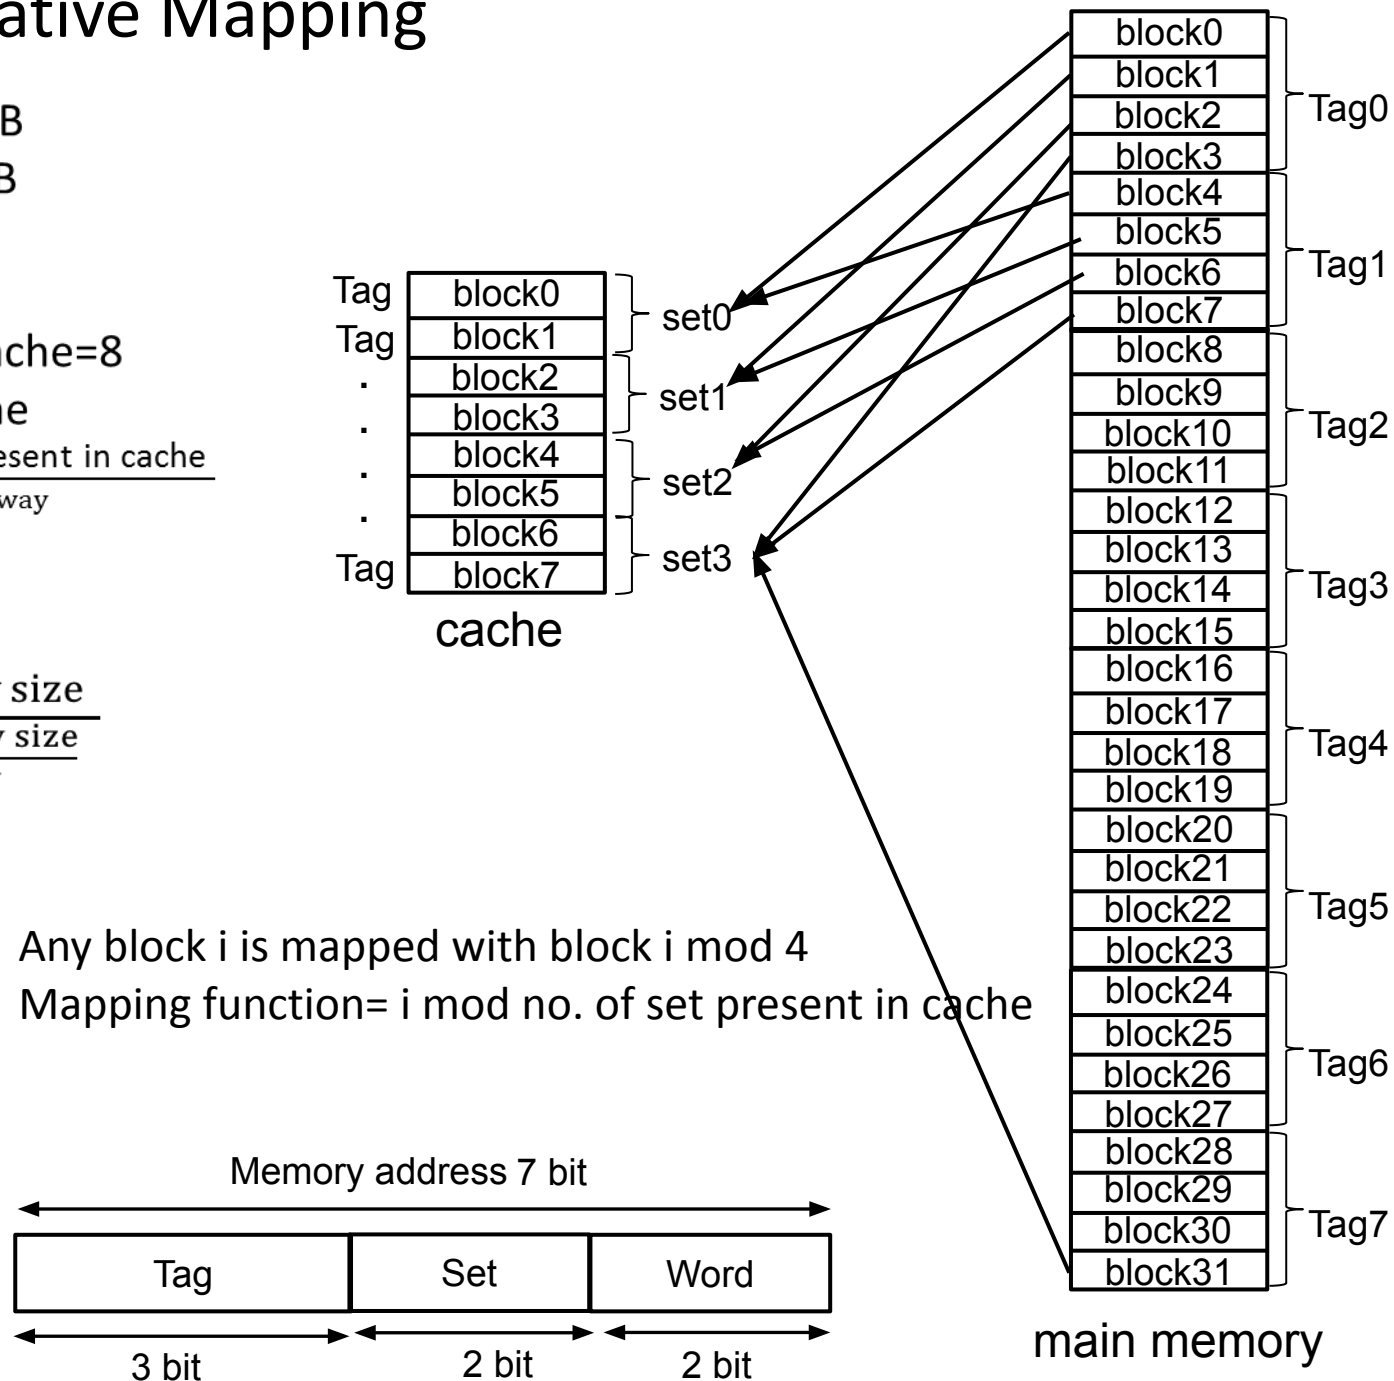 ative Mapping
B
B
ache=8
he
esent in cache
way
size
size
Tag block0
Tag block1
. block2
. block3
. block4
. block5
block6
Tag block7
cache
set0
set1
set2
set3
block0
block1
block2
block3
block4
block5
block6
block7
block8
block9
block10
block11
block12
block13
block14
block15
block16
block17
block18
block19
block20
block21
block22
block23
block24
block25
block26
block27
block28
block29
block30
block31
main memory
Tag0
Tag1
Tag2
Tag3
Tag4
Tag5
Tag6
Tag7
Any block i is mapped with block i mod 4
Mapping function= i mod no. of set present in cache
Memory address 7 bit
Tag Set Word
3 bit 2 bit 2 bit